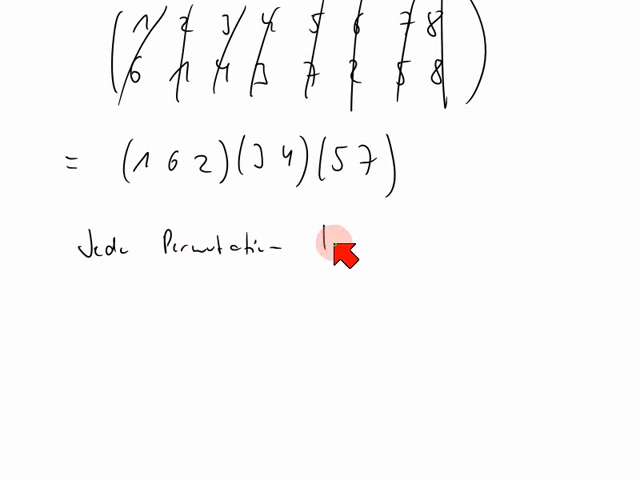 ( 1 2 3 4 5 6 7 8
6 1 4 3 7 2 5 8 )
= (1 6 2)(3 4)(5 7)
Jede Permutation